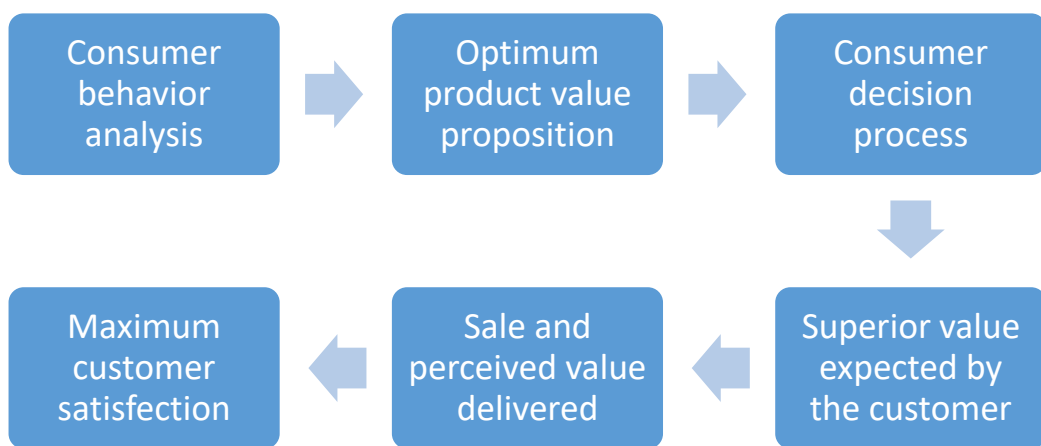 Consumer
behavior
analysis
Optimum
product value
proposition
Consumer
decision
process
Superior value
expected by
the customer
Sale and
perceived value
delivered
Maximum
customer
satisfaction